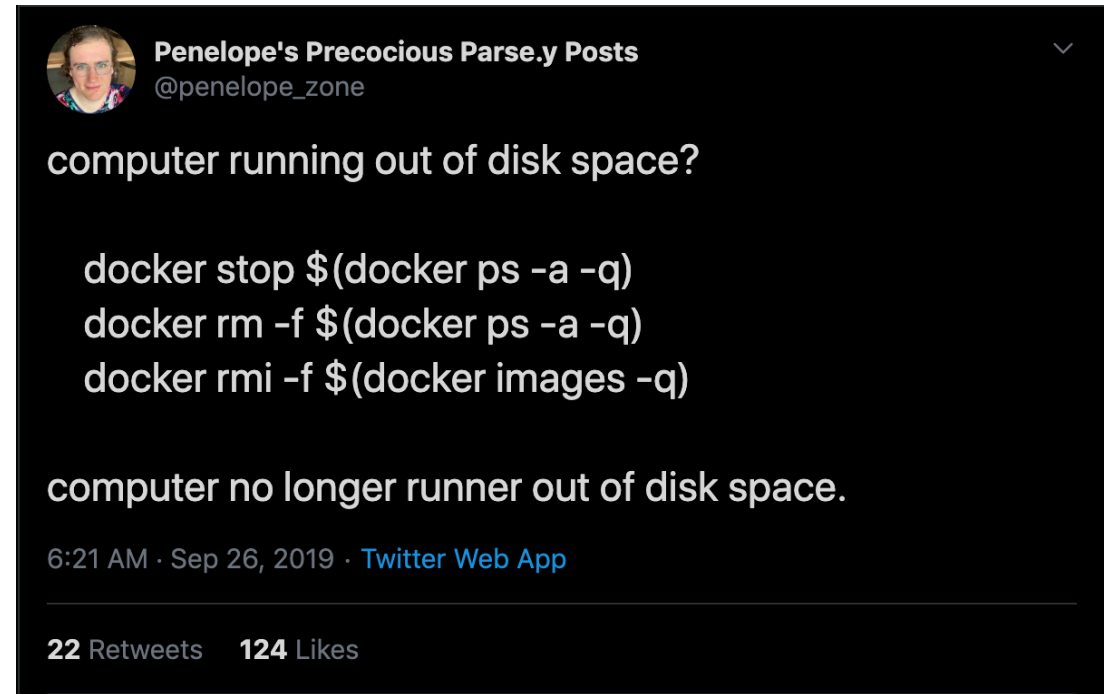 Penelope's Precocious Parse.y Posts
@penelope_zone
computer running out of disk space?
docker stop $(docker ps -a -q)
docker rm -f $(docker ps -a -q)
docker rmi -f $(docker images -q)
computer no longer runner out of disk space.
6:21 AM · Sep 26, 2019 · Twitter Web App
22 Retweets 124 Likes